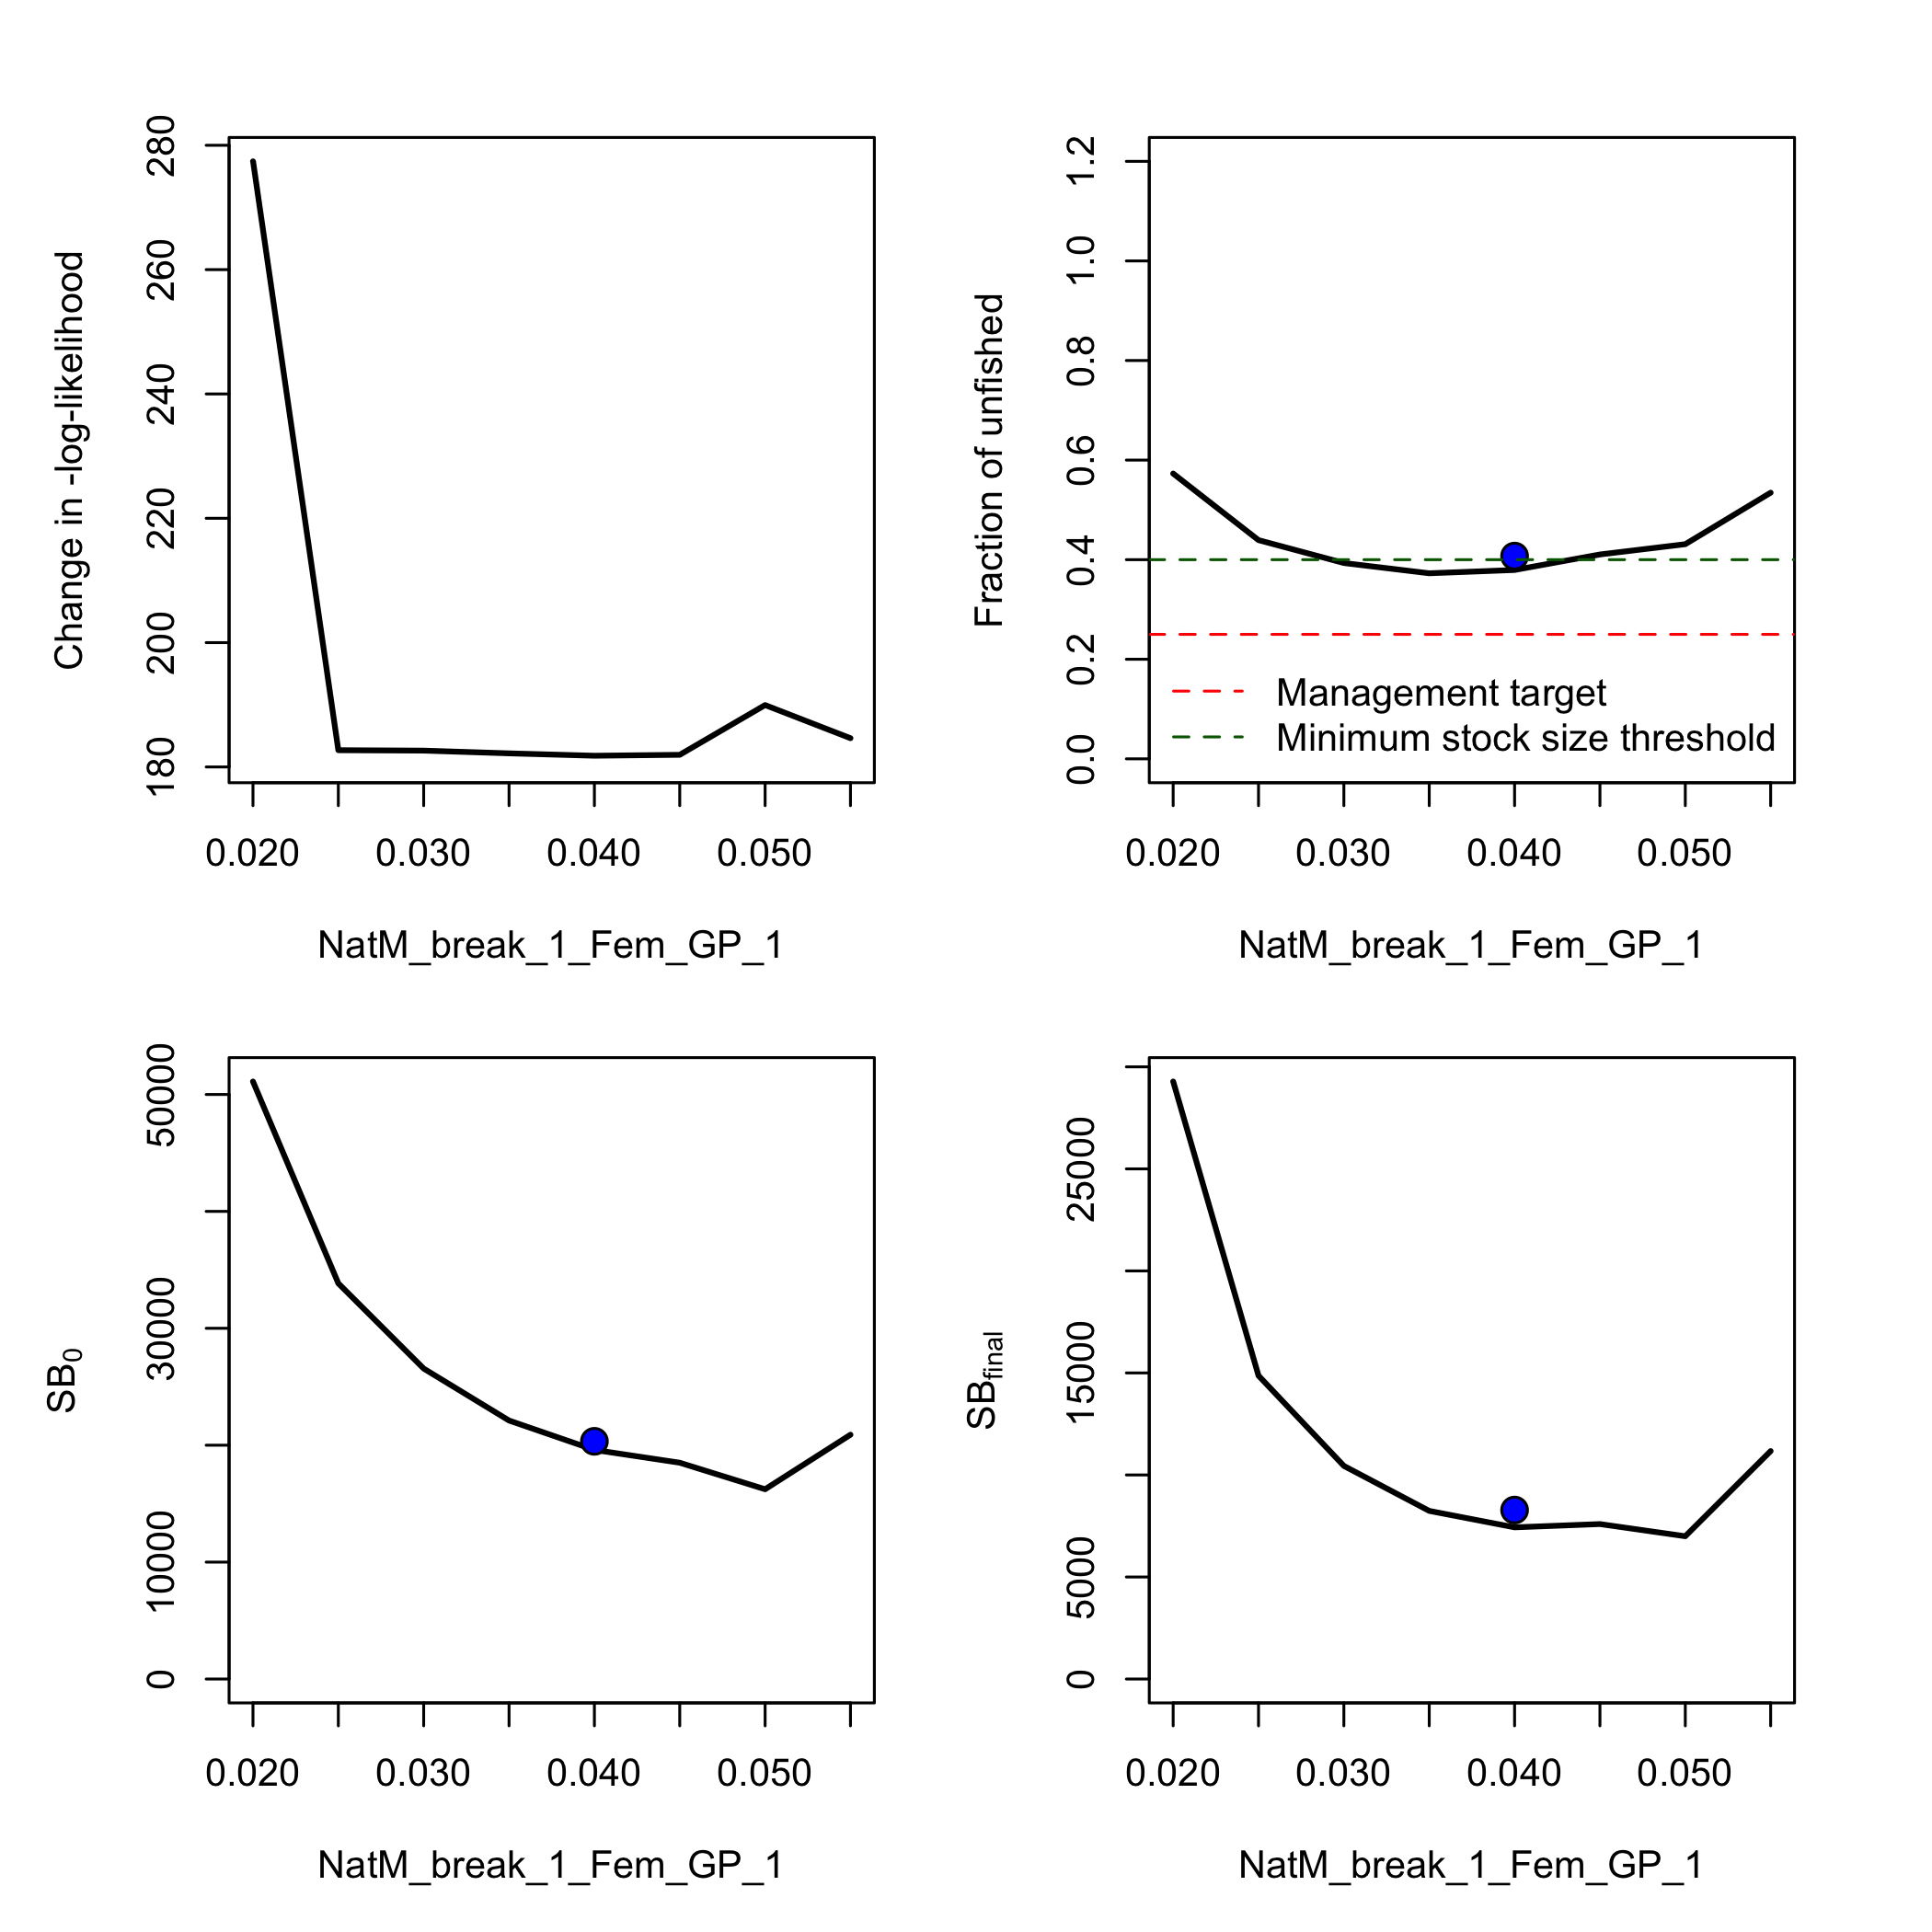 Change in -log-likelihood
280
260
240
220
200
180
0.020 0.030 0.040 0.050
NatM_break_1_Fem_GP_1
Fraction of unfished
1.2
1.0
0.8
0.6
0.4
0.2
0.0
Management target
Minimum stock size threshold
0.020 0.030 0.040 0.050
NatM_break_1_Fem_GP_1
SB0
50000
30000
10000
0
0.020 0.030 0.040 0.050
NatM_break_1_Fem_GP_1
SBfinal
25000
15000
5000
0
0.020 0.030 0.040 0.050
NatM_break_1_Fem_GP_1